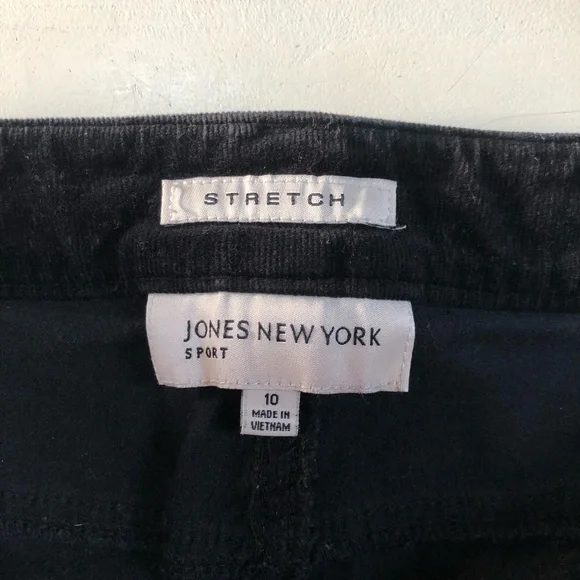 STRETCH
JONES NEW YORK
SPORT
10
MADE IN
VIETNAM